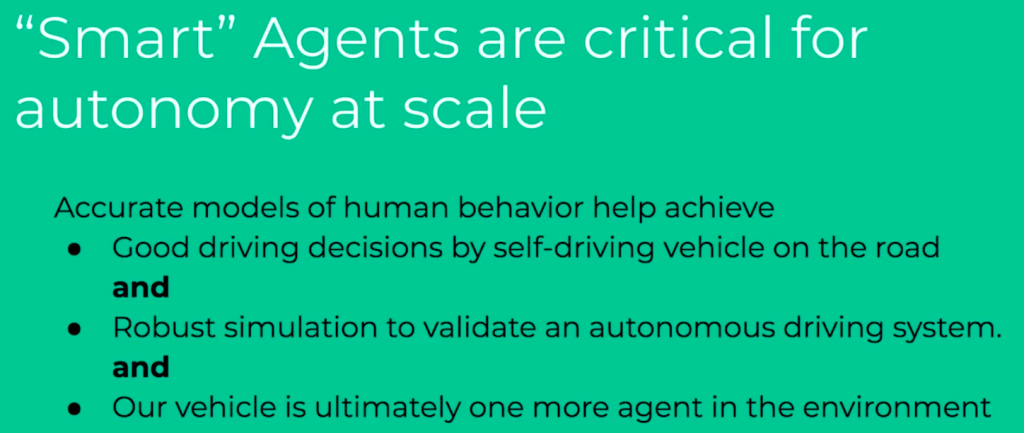 “Smart” Agents are critical for
autonomy at scale
Accurate models of human behavior help achieve
● Good driving decisions by self-driving vehicle on the road
and
● Robust simulation to validate an autonomous driving system.
and
● Our vehicle is ultimately one more agent in the environment